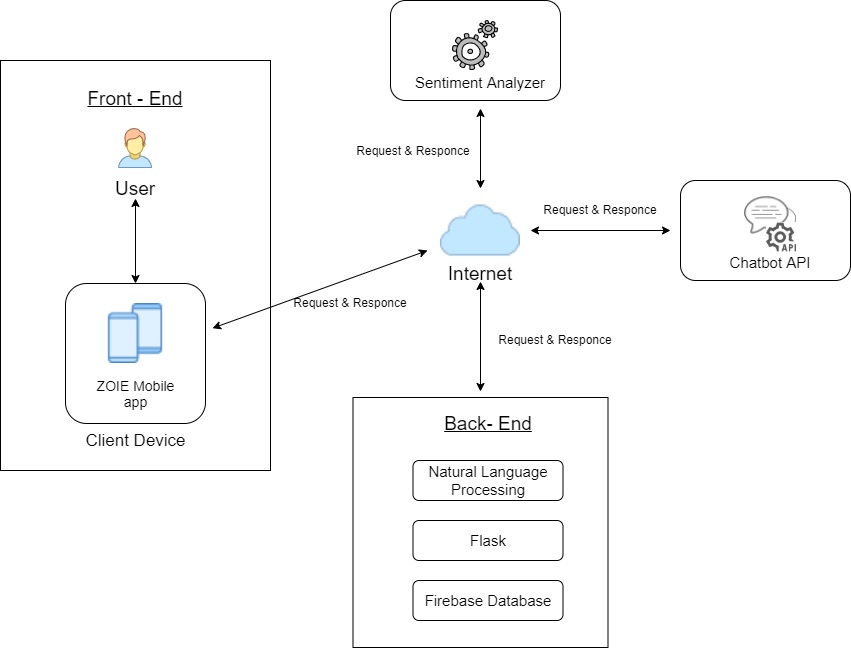 Sentiment Analyzer
Front - End
User
Request & Responce
Request & Responce
Chatbot API
API
Internet
Request & Responce
Request & Responce
ZOIE Mobile
app
Client Device
Back- End
Natural Language
Processing
Flask
Firebase Database